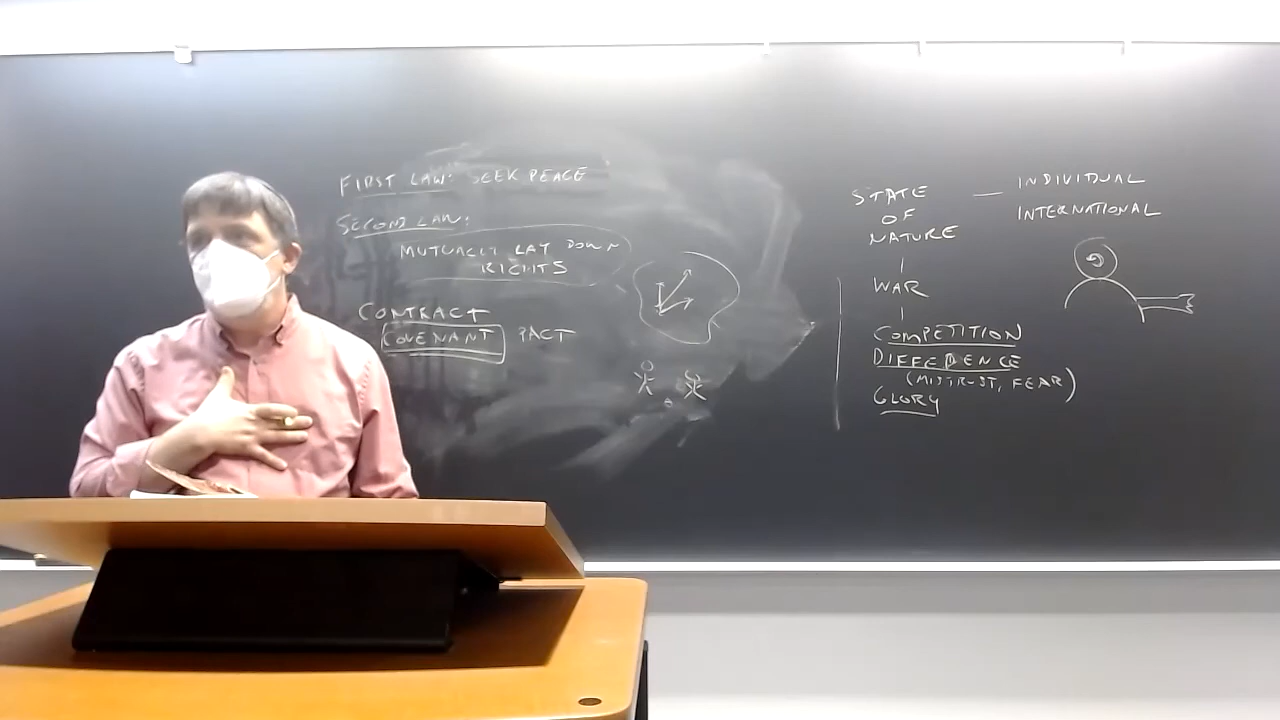 FIRST LAW: SEEK PEACE
SECOND LAW:
MUTUALLY LAY DOWN
RIGHTS
CONTRACT
COVENANT PACT
STATE — INDIVIDUAL
OF INTERNATIONAL
NATURE
WAR
COMPETITION
DIFFERENCE
(MISTRUST, FEAR)
GLORY